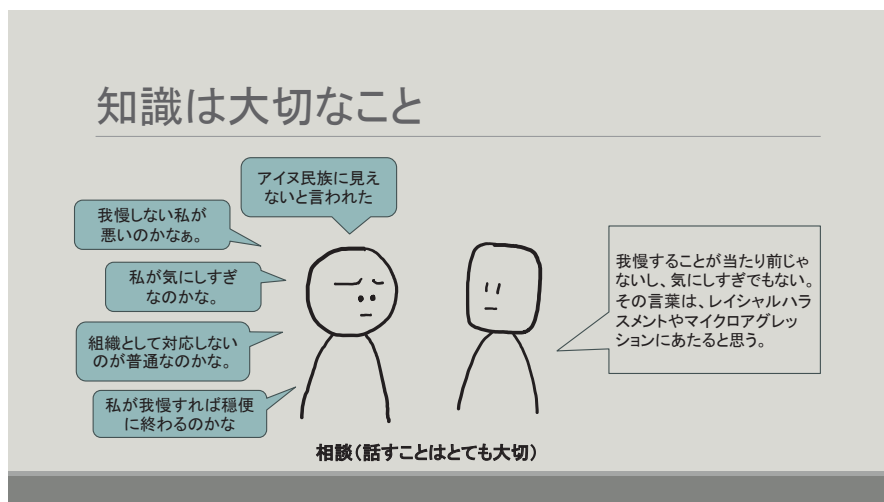 知識は大切なこと
アイヌ民族に見え
ないと言われた
我慢しない私が
悪いのかなぁ。
私が気にしすぎ
なのかな。
組織として対応しない
のが普通なのかな。
私が我慢すれば穏便
に終わるのかな
我慢することが当たり前じゃ
ないし、気にしすぎでもない。
その言葉は、レイシャルハラ
スメントやマイクロアグレッ
ションにあたると思う。
相談(話すことはとても大切)